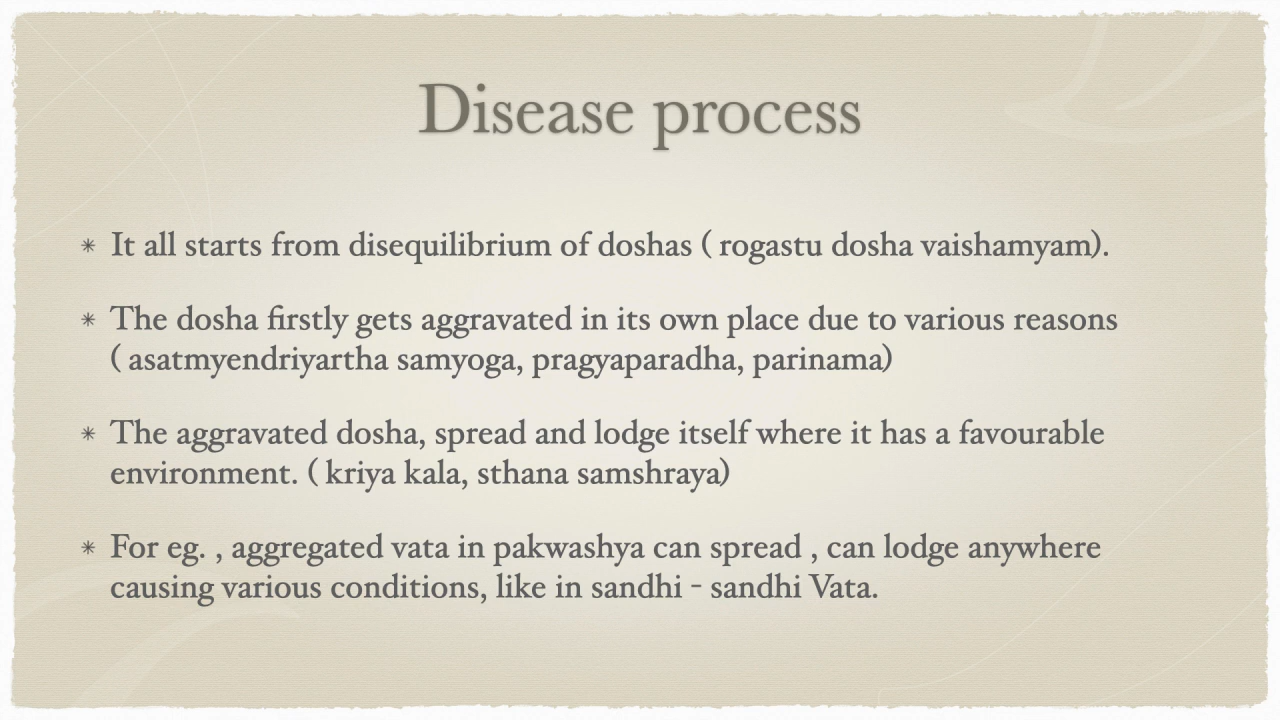 Disease process
✴ It all starts from disequilibrium of doshas ( rogastu dosha vaishamyam).
✴ The dosha firstly gets aggravated in its own place due to various reasons
( asatmyendriyartha samyoga, pragyaparadha, parinama)
✴ The aggravated dosha, spread and lodge itself where it has a favourable
environment. ( kriya kala, sthana samshraya)
✴ For eg. , aggregated vata in pakwashya can spread , can lodge anywhere
causing various conditions, like in sandhi - sandhi Vata.